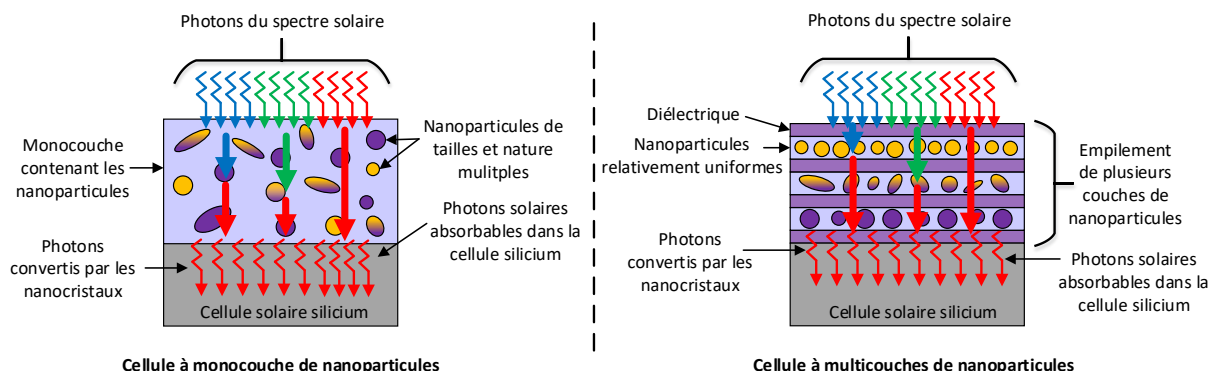 Photons du spectre solaire
Monocouche
contenant les
nanoparticules
Nanoparticules de
tailles et nature
mulitples
Photons
convertis par les
nanocristaux
Photons solaires
absorbables dans la
cellule silicium
Cellule solaire silicium
Cellule à monocouche de nanoparticules
Photons du spectre solaire
Diélectrique
Nanoparticules
relativement uniformes
Empilement
de plusieurs
couches de
nanoparticules
Photons
convertis par les
nanocristaux
Photons solaires
absorbables dans la
cellule silicium
Cellule solaire silicium
Cellule à multicouches de nanoparticules